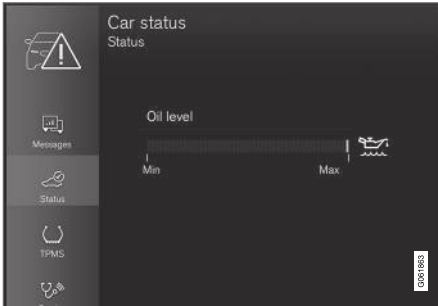 Car status
Status
Messages
Status
TPMS
Oil level
Min Max
G061863